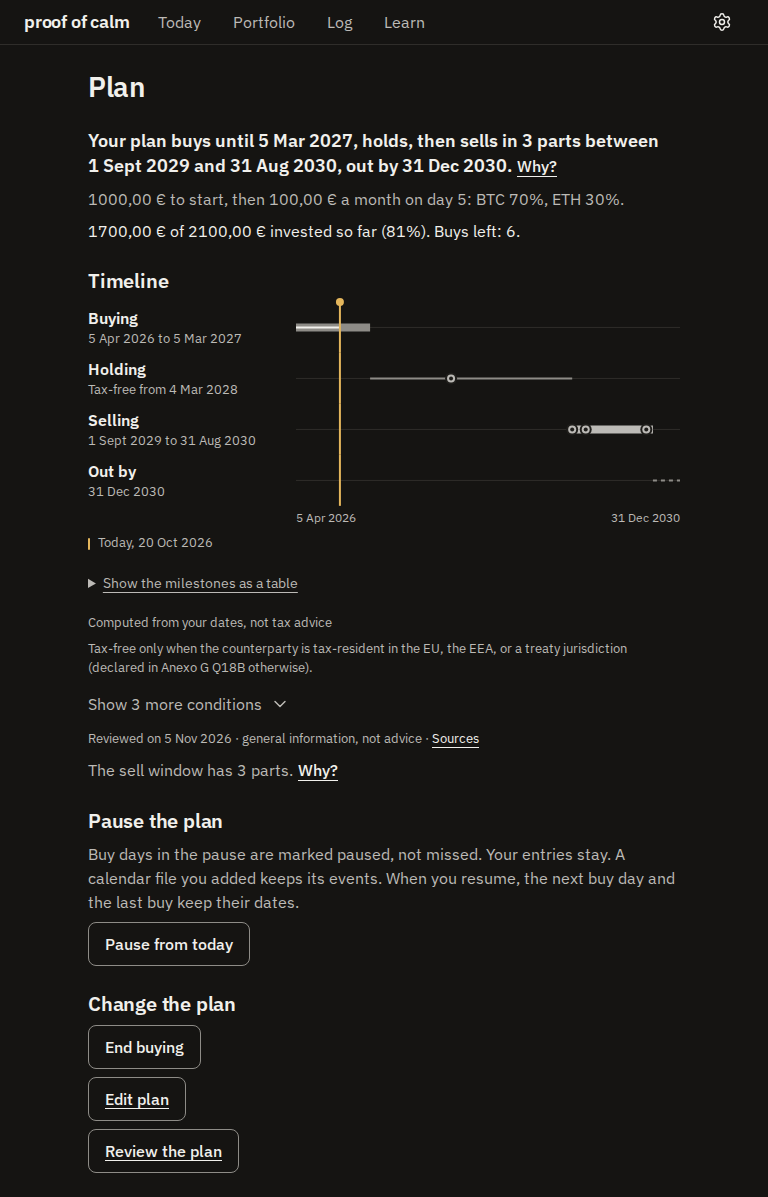 proof of calm Today Portfolio Log Learn
Plan
Your plan buys until 5 Mar 2027, holds, then sells in 3 parts between
1 Sept 2029 and 31 Aug 2030, out by 31 Dec 2030. Why?
1000,00 € to start, then 100,00 € a month on day 5: BTC 70%, ETH 30%.
1700,00 € of 2100,00 € invested so far (81%). Buys left: 6.
Timeline
Buying
5 Apr 2026 to 5 Mar 2027
Holding
Tax-free from 4 Mar 2028
Selling
1 Sept 2029 to 31 Aug 2030
Out by
31 Dec 2030
5 Apr 2026 31 Dec 2030
Today, 20 Oct 2026
Show the milestones as a table
Computed from your dates, not tax advice
Tax-free only when the counterparty is tax-resident in the EU, the EEA, or a treaty jurisdiction
(declared in Anexo G Q18B otherwise).
Show 3 more conditions
Reviewed on 5 Nov 2026 · general information, not advice · Sources
The sell window has 3 parts. Why?
Pause the plan
Buy days in the pause are marked paused, not missed. Your entries stay. A
calendar file you added keeps its events. When you resume, the next buy day and
the last buy keep their dates.
Pause from today
Change the plan
End buying
Edit plan
Review the plan